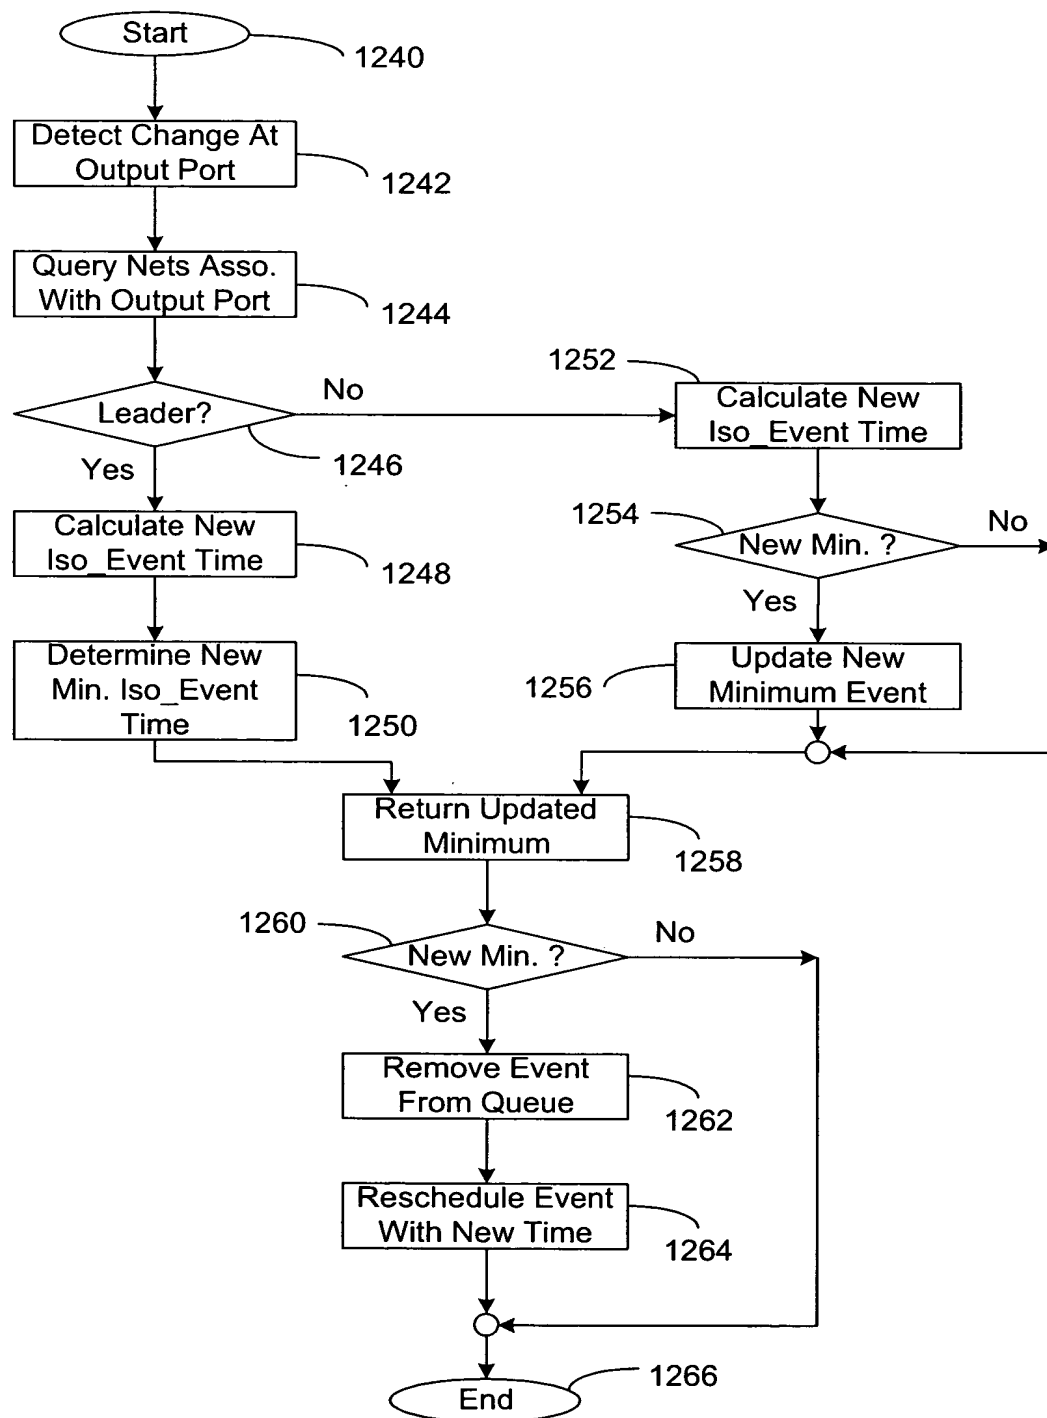 Start
1240
Detect Change At
Output Port
1242
Query Nets Asso.
With Output Port
1244
Leader?
No
1246
Yes
1252
Calculate New
Iso_Event Time
1254
New Min. ?
No
Yes
Calculate New
Iso_Event Time
1248
Determine New
Min. Iso_Event
Time
1250
1256
Update New
Minimum Event
Return Updated
Minimum
1258
1260
New Min. ?
No
Yes
Remove Event
From Queue
1262
Reschedule Event
With New Time
1264
1266
End